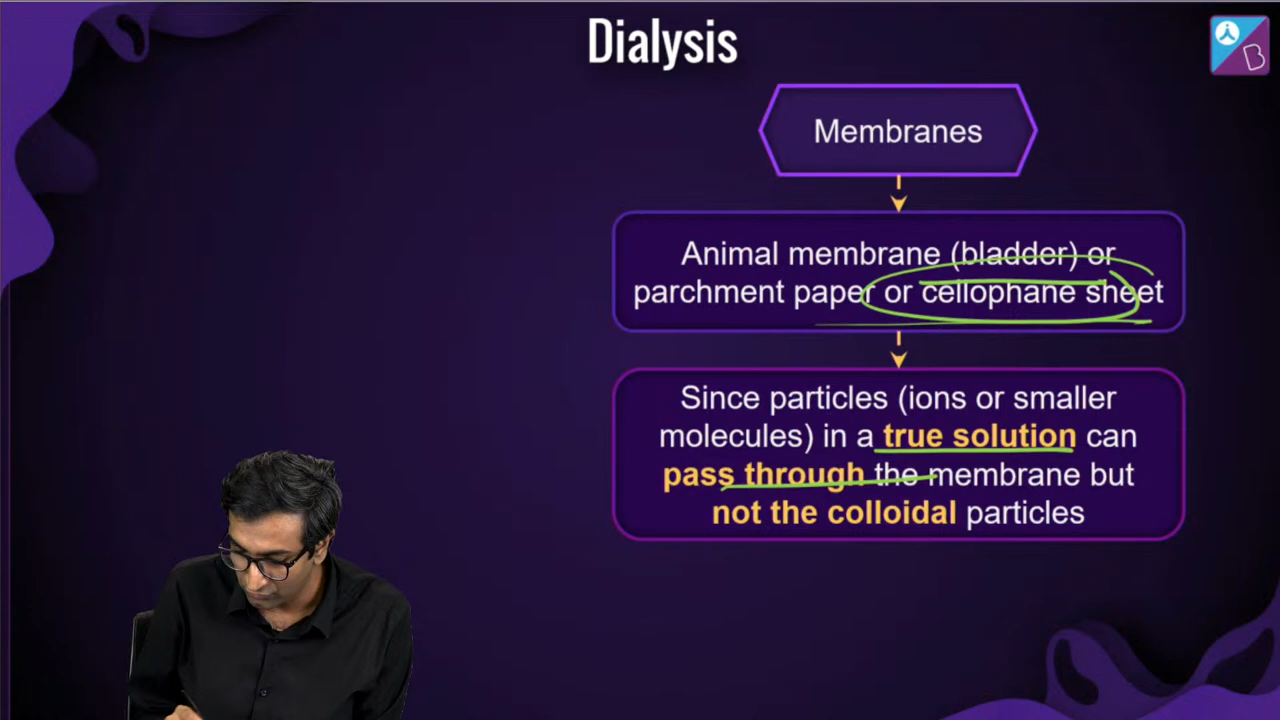 Dialysis
B
Membranes
Animal membrane (bladder) or
parchment paper or cellophane sheet
Since particles (ions or smaller
molecules) in a true solution can
pass through the membrane but
not the colloidal particles